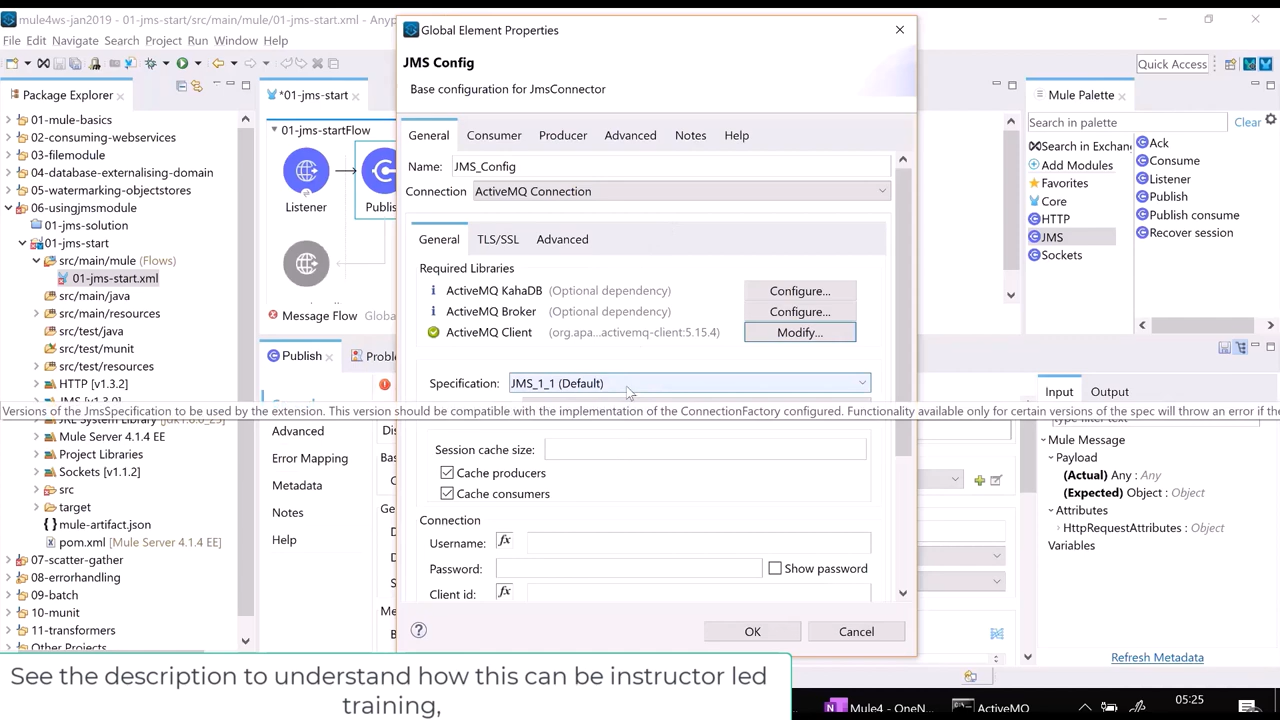 mule4ws-jan2019 - 01-jms-start/src/main/mule/01-jms-start.xml - Anyp
File Edit Navigate Search Project Run Window Help
Quick Access
Package Explorer
01-mule-basics
02-consuming-webservices
03-filemodule
04-database-externalising-domain
05-watermarking-objectstores
06-usingjmsmodule
01-jms-solution
01-jms-start
src/main/mule (Flows)
01-jms-start.xml
src/main/java
src/main/resources
src/test/java
src/test/munit
src/test/resources
HTTP [v1.3.2]
Mule Server 4.1.4 EE
Project Libraries
Sockets [v1.1.2]
src
target
mule-artifact.json
pom.xml [Mule Server 4.1.4 EE]
07-scatter-gather
08-errorhandling
09-batch
10-munit
11-transformers
Other Projects
*01-jms-start
01-jms-startFlow
Listener
Publis
Message Flow Globa
Publish
Probl
Advanced
Error Mapping
Metadata
Notes
Help
Global Element Properties
JMS Config
Base configuration for JmsConnector
General Consumer Producer Advanced Notes Help
Name: JMS_Config
Connection ActiveMQ Connection
General TLS/SSL Advanced
Required Libraries
ActiveMQ KahaDB (Optional dependency) Configure...
ActiveMQ Broker (Optional dependency) Configure...
ActiveMQ Client (org.apa...activemq-client:5.15.4) Modify...
Specification: JMS_1_1 (Default)
Versions of the JmsSpecification to be used by the extension. This version should be compatible with the implementation of the ConnectionFactory configured. Functionality available only for certain versions of the spec will throw an error if the
Session cache size:
Cache producers
Cache consumers
Connection
Username:
Password:
Show password
Client id:
OK Cancel
Mule Palette
Search in palette Clear
Search in Exchan
Add Modules
Favorites
Core
HTTP
JMS
Sockets
Ack
Consume
Listener
Publish
Publish consume
Recover session
Input Output
Mule Message
Payload
(Actual) Any : Any
(Expected) Object : Object
Attributes
HttpRequestAttributes : Object
Variables
Refresh Metadata
See the description to understand how this can be instructor led
training,
Mule4 - OneN...
ActiveMQ
05:25